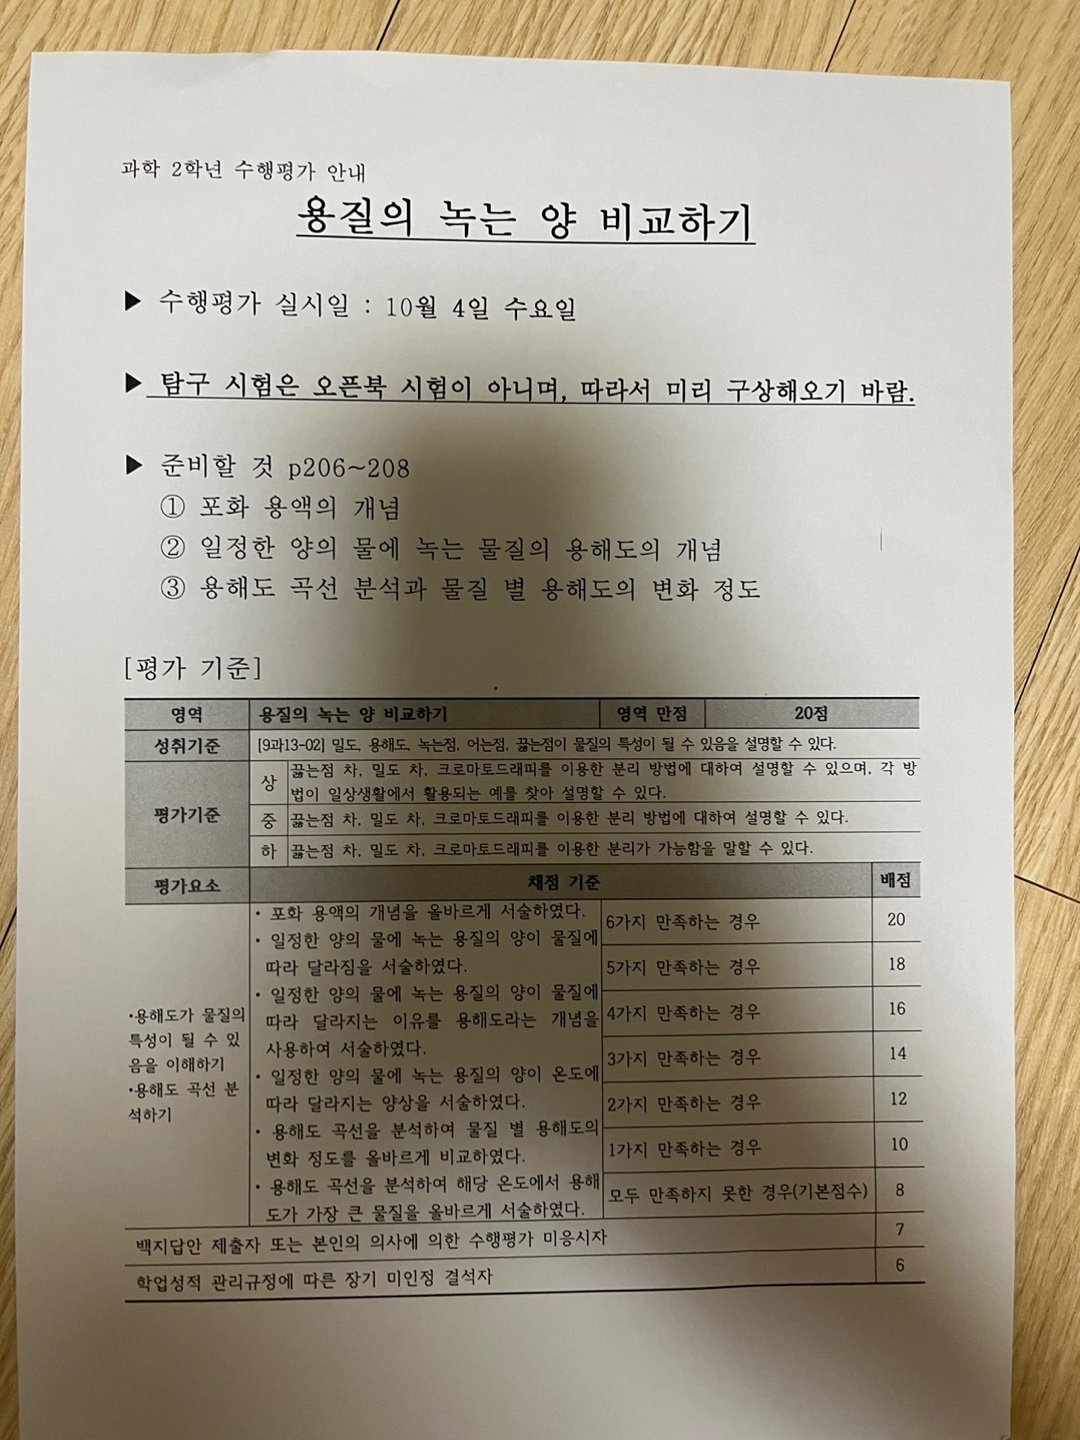 과학 2학년 수행평가 안내
용질의 녹는 양 비교하기
▶ 수행평가 실시일 : 10월 4일 수요일
▶ 탐구 시험은 오픈북 시험이 아니며, 따라서 미리 구상해오기 바람.
▶ 준비할 것 p206~208
① 포화 용액의 개념
② 일정한 양의 물에 녹는 물질의 용해도의 개념
③ 용해도 곡선 분석과 물질 별 용해도의 변화 정도
[평가 기준]
영역 용질의 녹는 양 비교하기 영역 만점 20점
성취기준 [9과13-02] 밀도, 용해도, 녹는점, 어는점, 끓는점이 물질의 특성이 될 수 있음을 설명할 수 있다.
평가기준
상 끓는점 차, 밀도 차, 크로마토드래피를 이용한 분리 방법에 대하여 설명할 수 있으며, 각 방
법이 일상생활에서 활용되는 예를 찾아 설명할 수 있다.
중 끓는점 차, 밀도 차, 크로마토드래피를 이용한 분리 방법에 대하여 설명할 수 있다.
하 끓는점 차, 밀도 차, 크로마토드래피를 이용한 분리가 가능함을 말할 수 있다.
평가요소 채점 기준 배점
·용해도가 물질의
특성이 될 수 있
음을 이해하기
·용해도 곡선 분
석하기
· 포화 용액의 개념을 올바르게 서술하였다.
· 일정한 양의 물에 녹는 용질의 양이 물질에
따라 달라짐을 서술하였다.
· 일정한 양의 물에 녹는 용질의 양이 물질에
따라 달라지는 이유를 용해도라는 개념을
사용하여 서술하였다.
· 일정한 양의 물에 녹는 용질의 양이 온도에
따라 달라지는 양상을 서술하였다.
· 용해도 곡선을 분석하여 물질 별 용해도의
변화 정도를 올바르게 비교하였다.
· 용해도 곡선을 분석하여 해당 온도에서 용해
도가 가장 큰 물질을 올바르게 서술하였다.
6가지 만족하는 경우 20
5가지 만족하는 경우 18
4가지 만족하는 경우 16
3가지 만족하는 경우 14
2가지 만족하는 경우 12
1가지 만족하는 경우 10
모두 만족하지 못한 경우(기본점수) 8
백지답안 제출자 또는 본인의 의사에 의한 수행평가 미응시자 7
학업성적 관리규정에 따른 장기 미인정 결석자 6